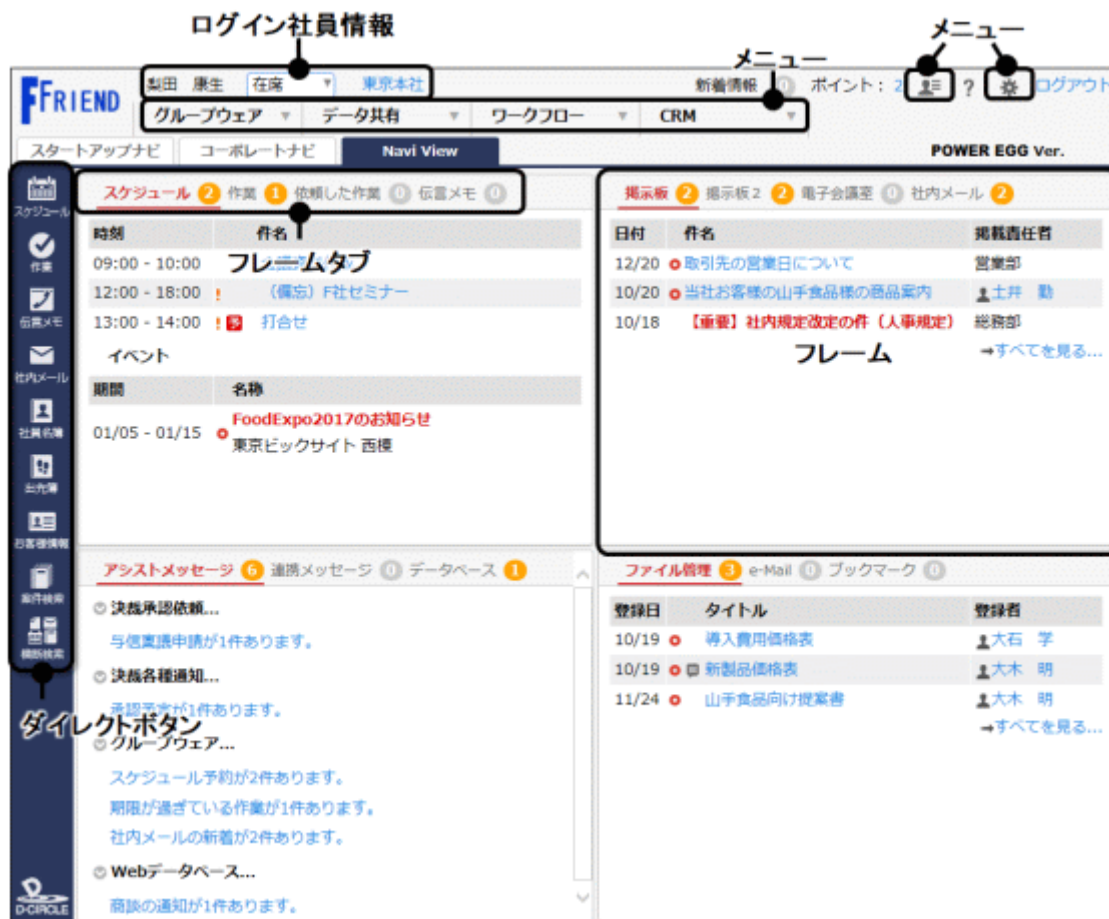 ログイン社員情報
メニュー
メニュー
FFRIEND
梨田 康生 在席 東京本社
新着情報 0 ポイント： 2 ? ログアウト
グループウェア データ共有 ワークフロー CRM
スタートアップナビ コーポレートナビ Navi View
POWER EGG Ver.
スケジュール
作業
伝言メモ
社内メール
社員名簿
出先簿
お客様情報
案件検索
横断検索
ダイレクトボタン
D-CIRCLE
スケジュール 2 作業 1 依頼した作業 0 伝言メモ 0
フレームタブ
時刻 件名
09:00 - 10:00
12:00 - 18:00 ! （備忘）F社セミナー
13:00 - 14:00 ! 予 打合せ
イベント
期間 名称
01/05 - 01/15 FoodExpo2017のお知らせ
東京ビックサイト 西棟
掲示板 2 掲示板2 2 電子会議室 0 社内メール 2
日付 件名 掲載責任者
12/20 取引先の営業日について 営業部
10/20 当社お客様の山手食品様の商品案内 土井 勤
10/18 【重要】社内規定改定の件（人事規定） 総務部
フレーム
➞すべてを見る...
アシストメッセージ 6 連携メッセージ 0 データベース 1
決裁承認依頼...
与信稟議申請が1件あります。
決裁各種通知...
承認予定が1件あります。
グループウェア...
スケジュール予約が2件あります。
期限が過ぎている作業が1件あります。
社内メールの新着が2件あります。
Webデータベース...
商談の通知が1件あります。
ファイル管理 3 e-Mail 0 ブックマーク 0
登録日 タイトル 登録者
10/19 導入費用価格表 大石 学
10/19 新製品価格表 大木 明
11/24 山手食品向け提案書 大木 明
➞すべてを見る...